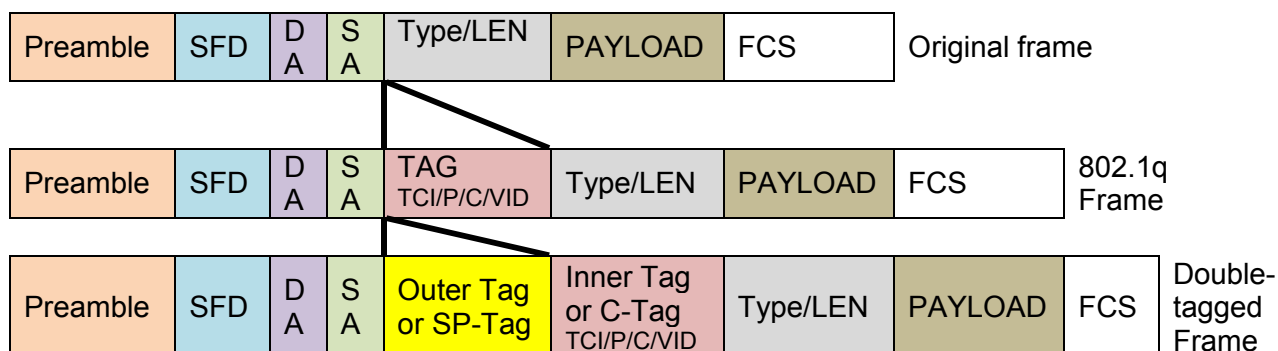 Preamble SFD D A S A Type/LEN PAYLOAD FCS Original frame
Preamble SFD D A S A TAG TCI/P/C/VID Type/LEN PAYLOAD FCS 802.1q Frame
Preamble SFD D A S A Outer Tag or SP-Tag Inner Tag or C-Tag TCI/P/C/VID Type/LEN PAYLOAD FCS Double-tagged Frame